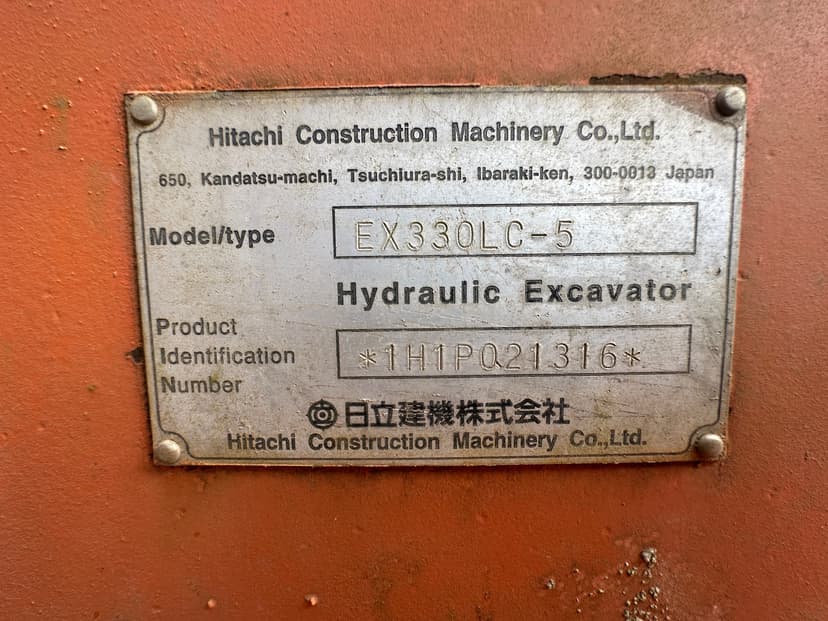 Hitachi Construction Machinery Co.,Ltd.
650, Kandatsu-machi, Tsuchiura-shi, Ibaraki-ken, 300-0013 Japan
Model/type EX330LC-5
Hydraulic Excavator
Product
Identification
Number
*1H1PQ21316*
日立建機株式会社
Hitachi Construction Machinery Co.,Ltd.